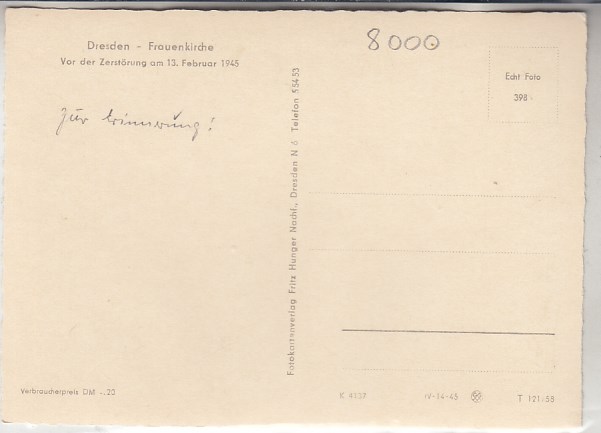 Dresden - Frauenkirche
Vor der Zerstörung am 13. Februar 1945
8000
Echt Foto
398
Zur Erinnerung!
Fotokartenverlag Fritz Hunger Nachf., Dresden N 6 Telefon 55453
Verbraucherpreis DM -.20
K 4137
IV-14-45
T 121-58